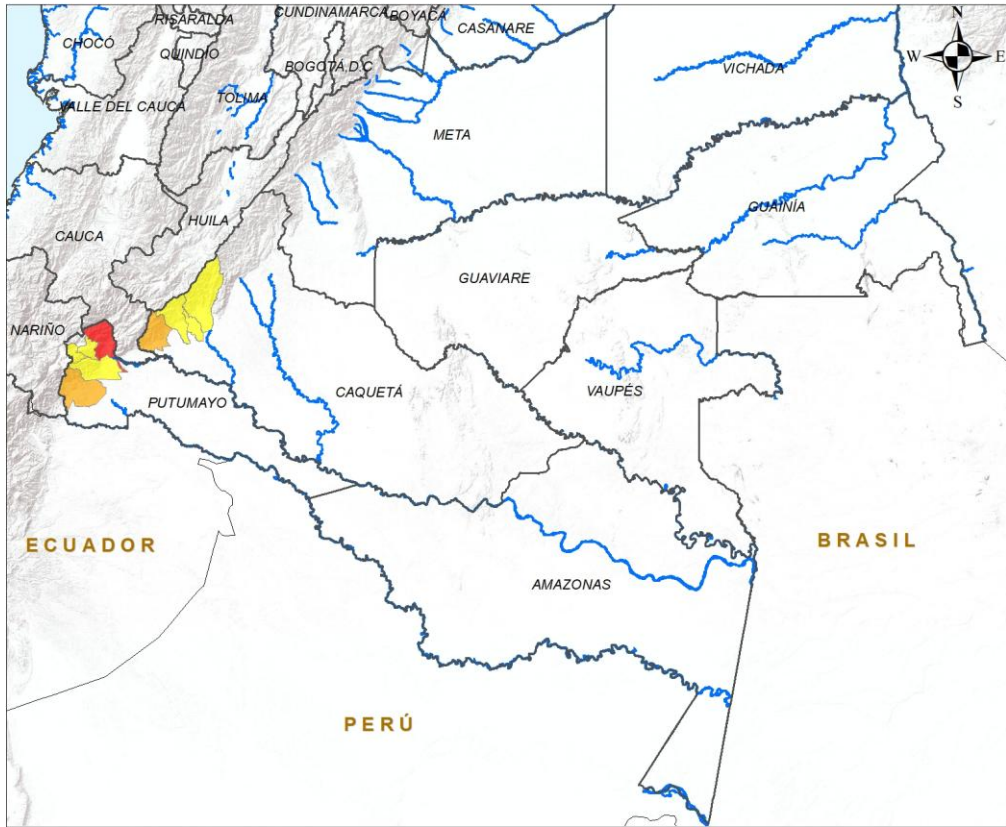 RISARALDA
CUNDINAMARCA
BOYACÁ
CASANARE
CHOCÓ
QUINDÍO
BOGOTÁ D.C
N
W
E
S
VICHADA
VALLE DEL CAUCA
TOLIMA
META
HUILA
GUAINÍA
CAUCA
GUAVIARE
NARIÑO
CAQUETÁ
VAUPÉS
PUTUMAYO
ECUADOR
BRASIL
AMAZONAS
PERÚ